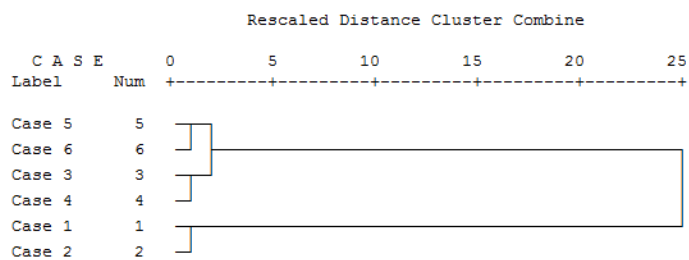 Rescaled Distance Cluster Combine
C A S E 0 5 10 15 20 25
Label Num +---------+---------+---------+---------+---------+
Case 5 5
Case 6 6
Case 3 3
Case 4 4
Case 1 1
Case 2 2